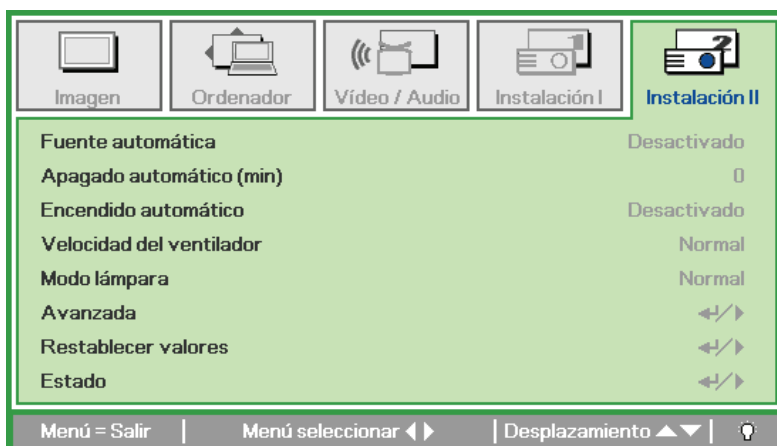 Imagen
Ordenador
Vídeo / Audio
Instalación I
Instalación II
Fuente automática Desactivado
Apagado automático (min) 0
Encendido automático Desactivado
Velocidad del ventilador Normal
Modo lámpara Normal
Avanzada
Restablecer valores
Estado
Menú = Salir Menú seleccionar Desplazamiento